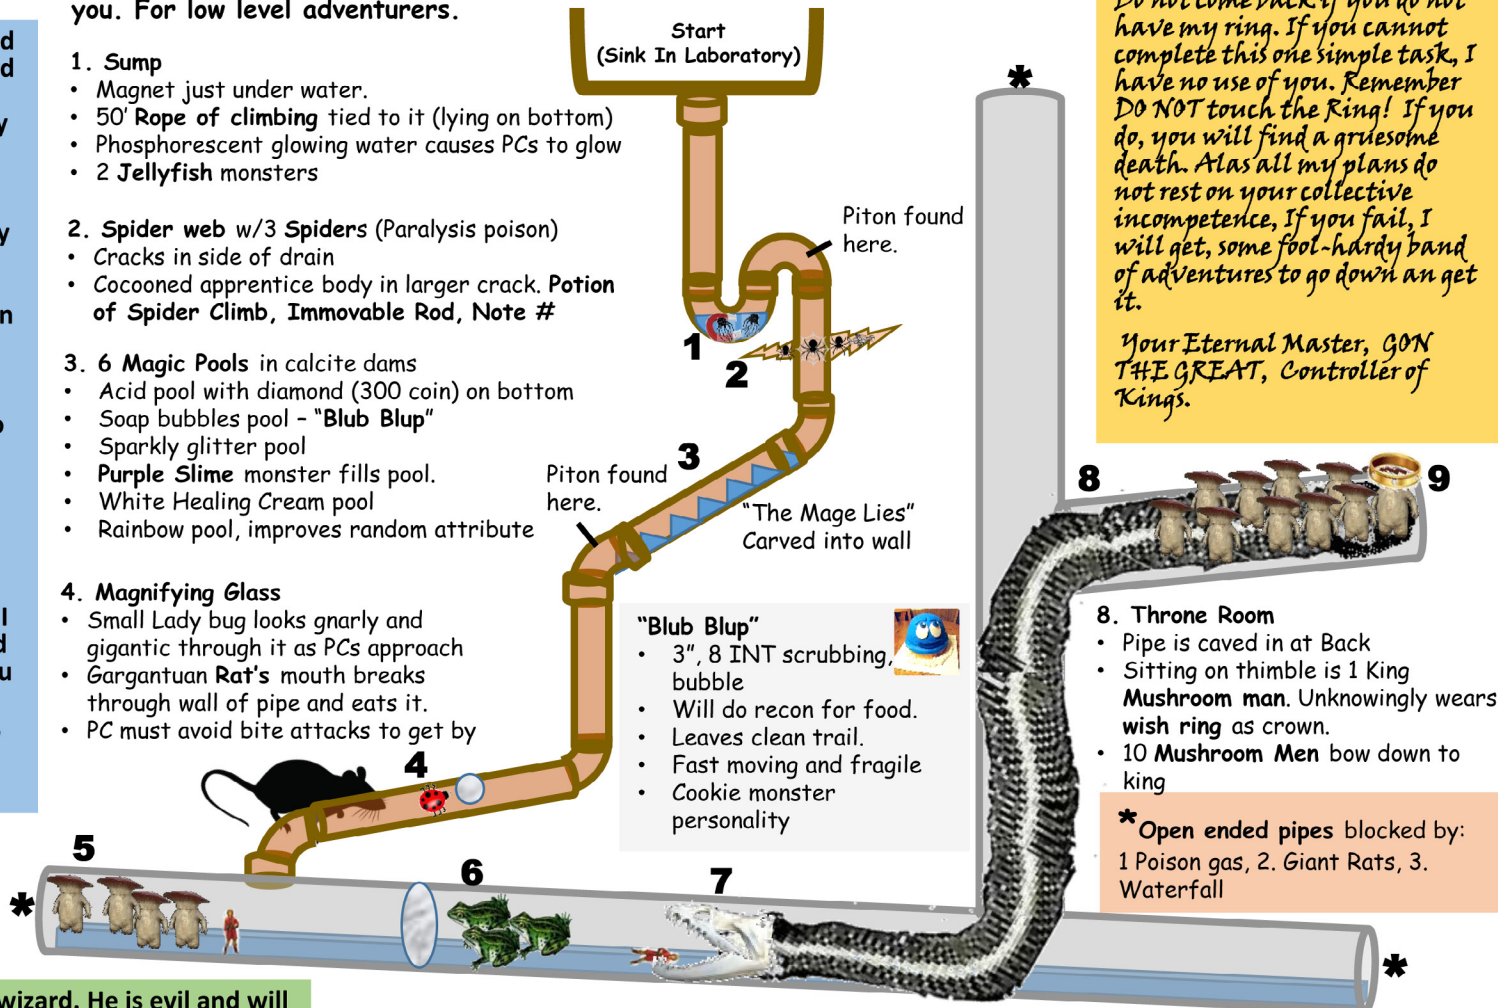 you. For low level adventurers.
1. Sump
• Magnet just under water.
• 50' Rope of climbing tied to it (lying on bottom)
• Phosphorescent glowing water causes PCs to glow
• 2 Jellyfish monsters
2. Spider web w/3 Spiders (Paralysis poison)
• Cracks in side of drain
• Cocooned apprentice body in larger crack. Potion
of Spider Climb, Immovable Rod, Note #
3. 6 Magic Pools in calcite dams
• Acid pool with diamond (300 coin) on bottom
• Soap bubbles pool – "Blub Blup"
• Sparkly glitter pool
• Purple Slime monster fills pool.
• White Healing Cream pool
• Rainbow pool, improves random attribute
4. Magnifying Glass
• Small Lady bug looks gnarly and
gigantic through it as PCs approach
• Gargantuan Rat's mouth breaks
through wall of pipe and eats it.
• PC must avoid bite attacks to get by
Start
(Sink In Laboratory)
Piton found
here.
1
2
3
Piton found
here.
"The Mage Lies"
Carved into wall
"Blub Blup"
• 3", 8 INT scrubbing,
bubble
• Will do recon for food.
• Leaves clean trail.
• Fast moving and fragile
• Cookie monster
personality
4
5
6
7
8
9
*
*
*
Do not come back if you do not
have my ring. If you cannot
complete this one simple task, I
have no use of you. Remember
DO NOT touch the Ring! If you
do, you will find a gruesome
death. Alas all my plans do
not rest on your collective
incompetence, If you fail, I
will get, some fool-hardy band
of adventures to go down an get
it.
Your Eternal Master, GON
THE GREAT, Controller of
Kings.
8. Throne Room
• Pipe is caved in at Back
• Sitting on thimble is 1 King
Mushroom man. Unknowingly wears
wish ring as crown.
• 10 Mushroom Men bow down to
king
*Open ended pipes blocked by:
1 Poison gas, 2. Giant Rats, 3.
Waterfall
wizard. He is evil and will